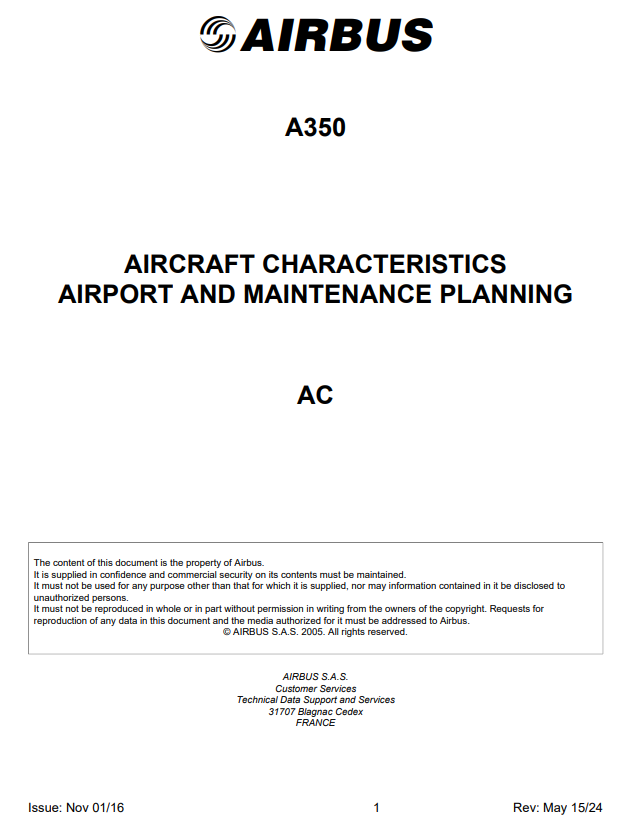 AIRBUS
A350
AIRCRAFT CHARACTERISTICS
AIRPORT AND MAINTENANCE PLANNING
AC
The content of this document is the property of Airbus.
It is supplied in confidence and commercial security on its contents must be maintained.
It must not be used for any purpose other than that for which it is supplied, nor may information contained in it be disclosed to
unauthorized persons.
It must not be reproduced in whole or in part without permission in writing from the owners of the copyright. Requests for
reproduction of any data in this document and the media authorized for it must be addressed to Airbus.
© AIRBUS S.A.S. 2005. All rights reserved.
AIRBUS S.A.S.
Customer Services
Technical Data Support and Services
31707 Blagnac Cedex
FRANCE
Issue: Nov 01/16 1 Rev: May 15/24